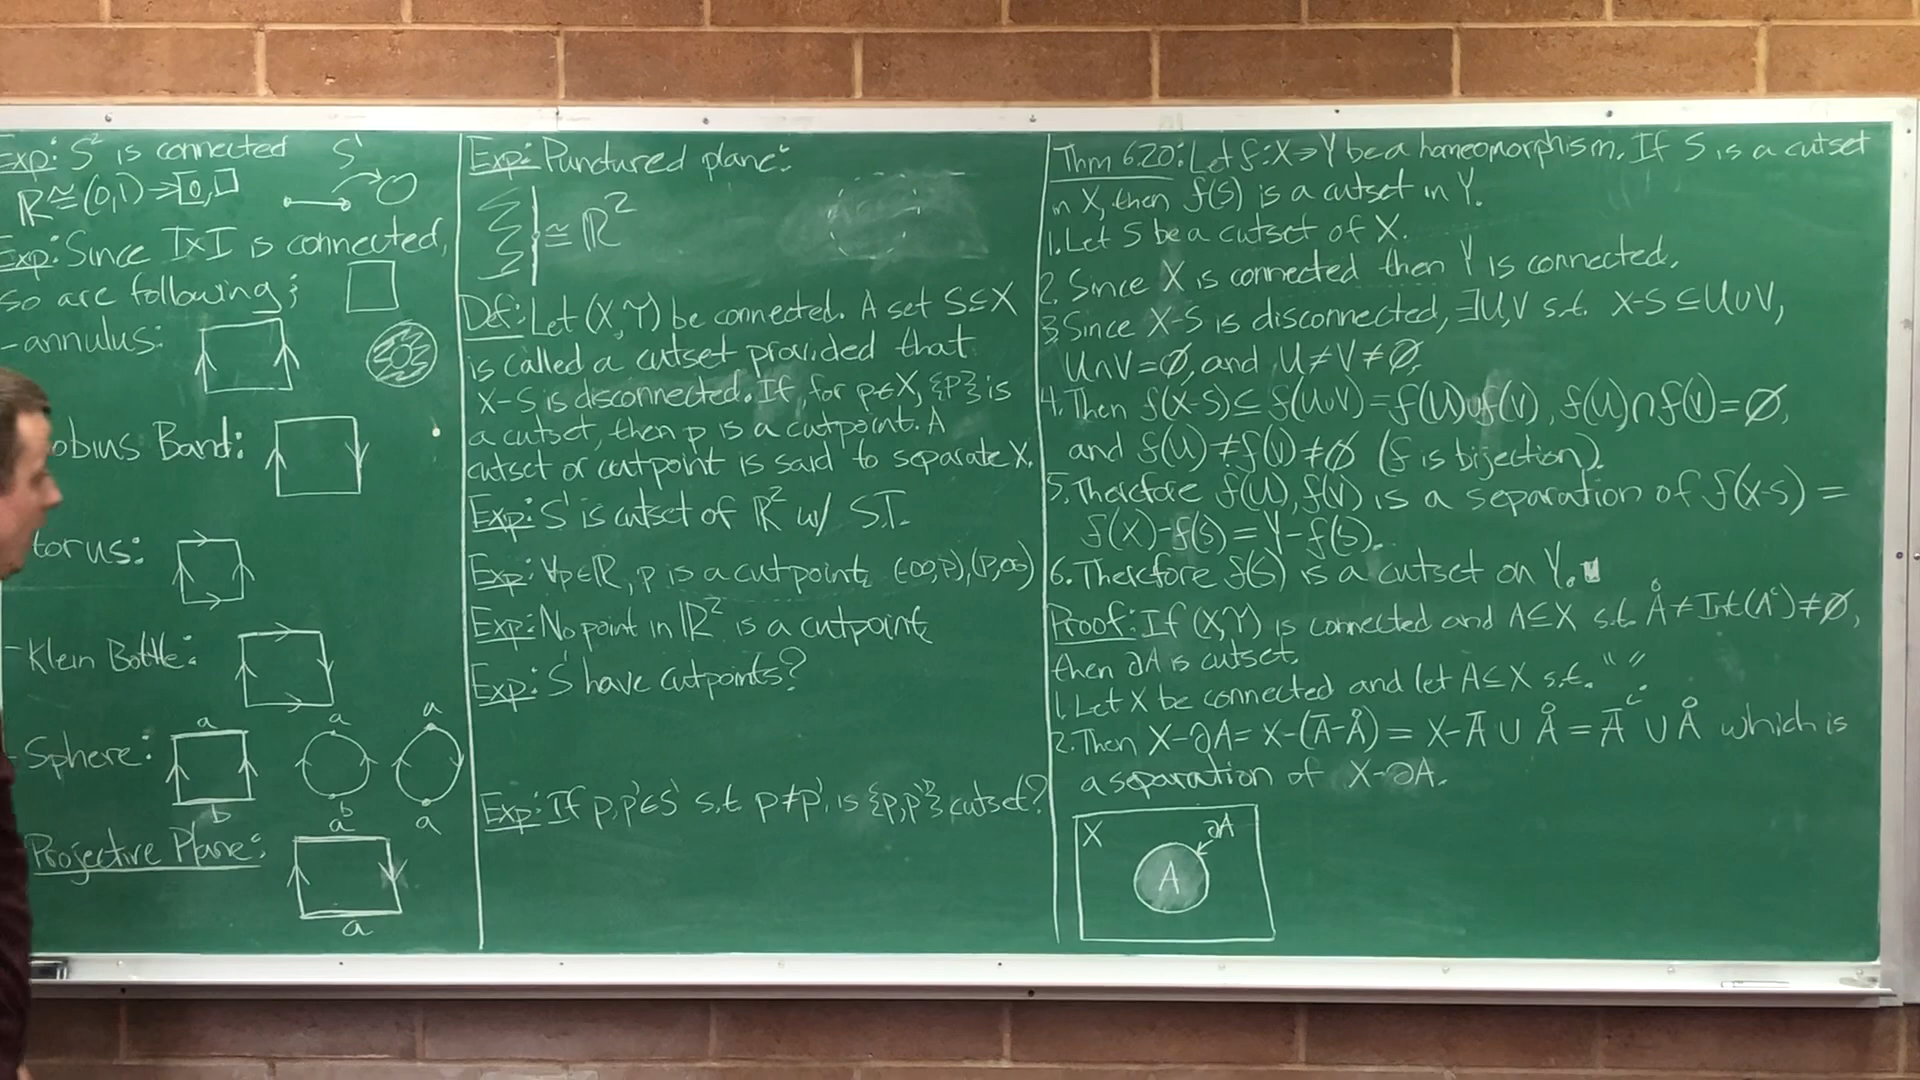 Exp: S² is connected S¹
ℝ≅(0,1)→[0,1]
Exp: Since I×I is connected,
so are following:
-annulus:
obius Band:
torus:
-Klein Bottle:
a a a
-Sphere:
b b a
Projective Plane:
a
a
Exp: Punctured plane:
≅ℝ²
Def: Let (X,Υ) be connected. A set S⊆X
is called a cutset provided that
X-S is disconnected. If, for p∈X, {p} is
a cutset, then p is a cutpoint. A
cutset or cutpoint is said to separate X.
Exp: S¹ is cutset of ℝ² w/ S.T.
Exp: ∀p∈ℝ, p is a cutpoint, (-∞,p),(p,∞)
Exp: No point in ℝ² is a cutpoint
Exp: S¹ have cutpoints?
Exp: If p,p'∈S¹ s.t p≠p', is {p,p'} cutset?
Thm 6.20: Let f:X→Y be a homeomorphism. If S is a cutset
in X, then f(S) is a cutset in Y.
1. Let S be a cutset of X.
2. Since X is connected then Y is connected.
3. Since X-S is disconnected, ∃U,V s.t. X-S⊆U∪V,
U∩V=∅, and U≠V≠∅.
4. Then f(X-S)⊆f(U∪V)=f(U)∪f(V), f(U)∩f(V)=∅,
and f(U)≠f(V)≠∅ (f is bijection).
5. Therefore f(U),f(V) is a separation of f(X-S)=
f(X)-f(S)=Y-f(S).
6. Therefore f(S) is a cutset on Y.
Proof: If (X,Υ) is connected and A⊆X s.t. Å≠Int(Aᶜ)≠∅,
then ∂A is cutset.
1. Let X be connected and let A⊆X s.t. " "
2. Then X-∂A=X-(Ā-Å)=X-Ā∪Å=Āᶜ∪Å which is
a separation of X-∂A.
X ∂A
A